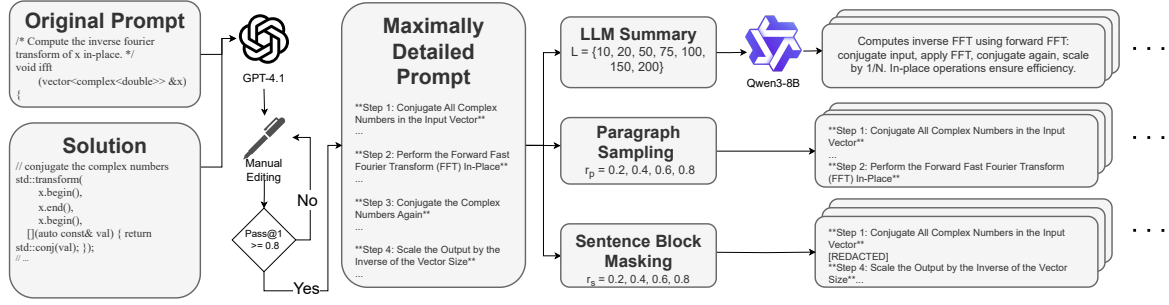 Original Prompt
/* Compute the inverse fourier
transform of x in-place. */
void ifft
(vector<complex<double>> &x)
{
Solution
// conjugate the complex numbers
std::transform(
x.begin(),
x.end(),
x.begin(),
[](auto const& val) { return
std::conj(val); });
// ...
GPT-4.1
Manual
Editing
No
Pass@1
>= 0.8
Yes
Maximally
Detailed
Prompt
**Step 1: Conjugate All Complex
Numbers in the Input Vector**
...
**Step 2: Perform the Forward Fast
Fourier Transform (FFT) In-Place**
...
**Step 3: Conjugate the Complex
Numbers Again**
...
**Step 4: Scale the Output by the
Inverse of the Vector Size**
...
LLM Summary
L = {10, 20, 50, 75, 100,
150, 200}
Qwen3-8B
Computes inverse FFT using forward FFT:
conjugate input, apply FFT, conjugate again, scale
by 1/N. In-place operations ensure efficiency.
. . .
Paragraph
Sampling
rp = 0.2, 0.4, 0.6, 0.8
**Step 1: Conjugate All Complex Numbers in the Input
Vector**
...
**Step 2: Perform the Forward Fast Fourier Transform
(FFT) In-Place**
. . .
Sentence Block
Masking
rs = 0.2, 0.4, 0.6, 0.8
**Step 1: Conjugate All Complex Numbers in the Input
Vector**
[REDACTED]
**Step 4: Scale the Output by the Inverse of the Vector
Size**...
. . .